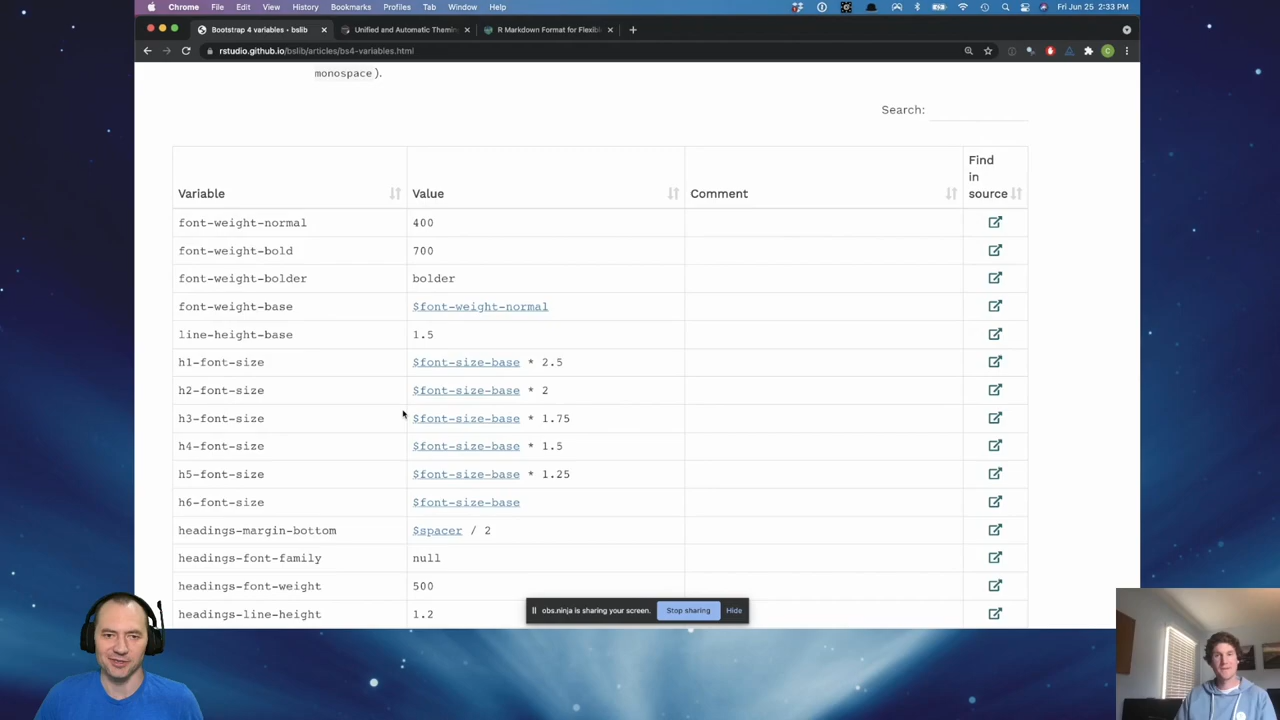 Chrome File Edit View History Bookmarks Profiles Tab Window Help Fri Jun 25 2:33 PM
Bootstrap 4 variables • bslib × Unified and Automatic Theming × R Markdown Format for Flexibl × +
rstudio.github.io/bslib/articles/bs4-variables.html
C
monospace).
Search:
Variable Value Comment Find in source
font-weight-normal 400
font-weight-bold 700
font-weight-bolder bolder
font-weight-base $font-weight-normal
line-height-base 1.5
h1-font-size $font-size-base * 2.5
h2-font-size $font-size-base * 2
h3-font-size $font-size-base * 1.75
h4-font-size $font-size-base * 1.5
h5-font-size $font-size-base * 1.25
h6-font-size $font-size-base
headings-margin-bottom $spacer / 2
headings-font-family null
headings-font-weight 500
headings-line-height 1.2
obs.ninja is sharing your screen. Stop sharing Hide